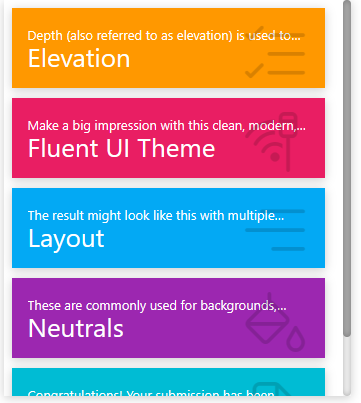 Depth (also referred to as elevation) is used to...
Elevation
Make a big impression with this clean, modern,...
Fluent UI Theme
The result might look like this with multiple...
Layout
These are commonly used for backgrounds,...
Neutrals
Congratulations! Your submission has been